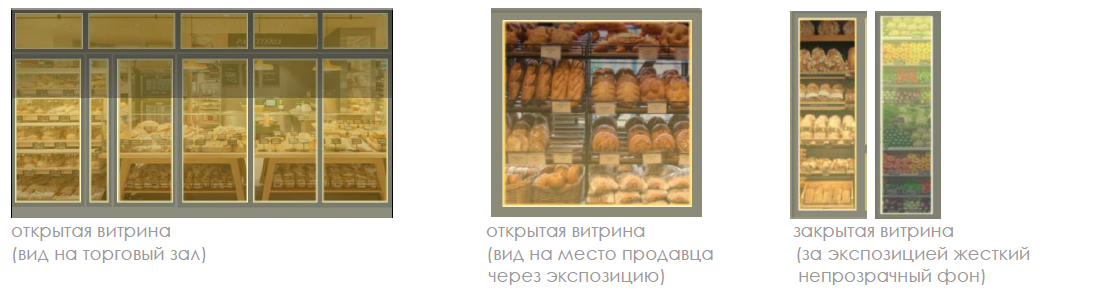 открытая витрина
(вид на торговый зал)
открытая витрина
(вид на место продавца
через экспозицию)
закрытая витрина
(за экспозицией жесткий
непрозрачный фон)